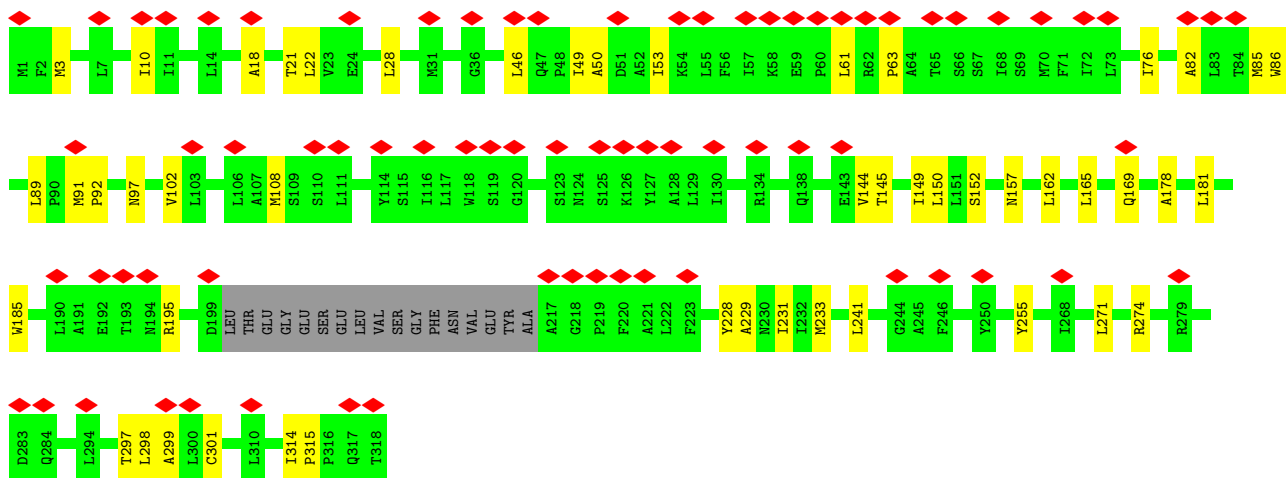 M1 F2 M3 L7 I10 I11 L14 A18 T21 L22 V23 E24 L28 M31 G36 L46 Q47 P48 I49 A50 D51 A52 I53 K54 L55 F56 I57 K58 E59 P60 L61 R62 P63 A64 T65 S66 S67 I68 S69 M70 F71 I72 L73 I76 A82 L83 T84 M85 W86
L89 P90 M91 P92 N97 V102 L103 L106 A107 M108 S109 S110 L111 Y114 S115 I116 L117 W118 S119 G120 S123 N124 S125 K126 Y127 A128 L129 I130 R134 Q138 E143 V144 T145 I149 L150 L151 S152 N157 L162 L165 Q169 A178 L181
W185 L190 A191 E192 T193 N194 R195 D199 LEU THR GLU GLY GLU SER GLU LEU VAL SER GLY PHE ASN VAL GLU TYR ALA A217 G218 P219 F220 A221 L222 F223 Y228 A229 N230 I231 I232 M233 L241 G244 A245 F246 Y250 Y255 I268 L271 R274 R279
D283 Q284 L294 T297 L298 A299 L300 C301 L310 I314 P315 P316 Q317 T318